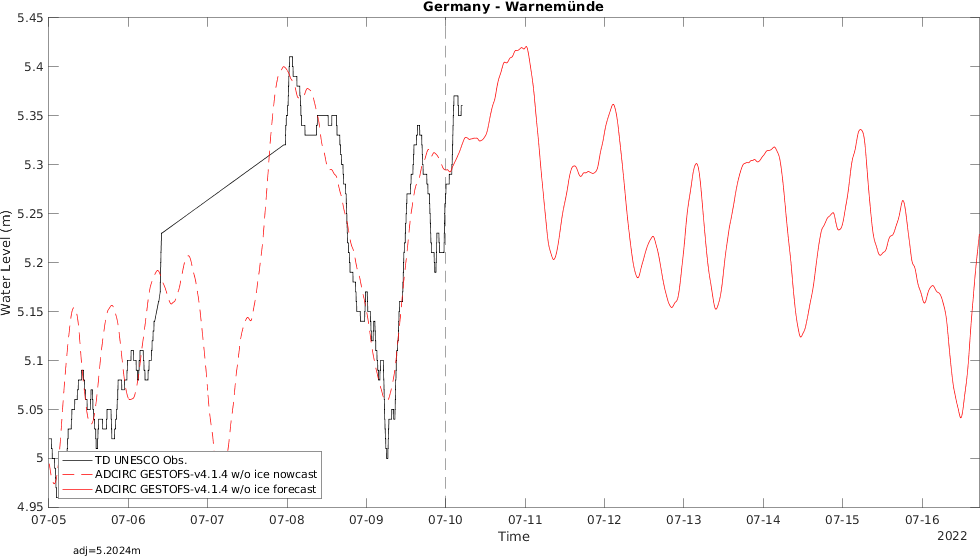 Germany - Warnemünde
5.45
5.4
5.35
5.3
5.25
5.2
5.15
5.1
5.05
5
4.95
Water Level (m)
TD UNESCO Obs.
ADCIRC GESTOFS-v4.1.4 w/o ice nowcast
ADCIRC GESTOFS-v4.1.4 w/o ice forecast
07-05 07-06 07-07 07-08 07-09 07-10 07-11 07-12 07-13 07-14 07-15 07-16
2022
Time
adj=5.2024m